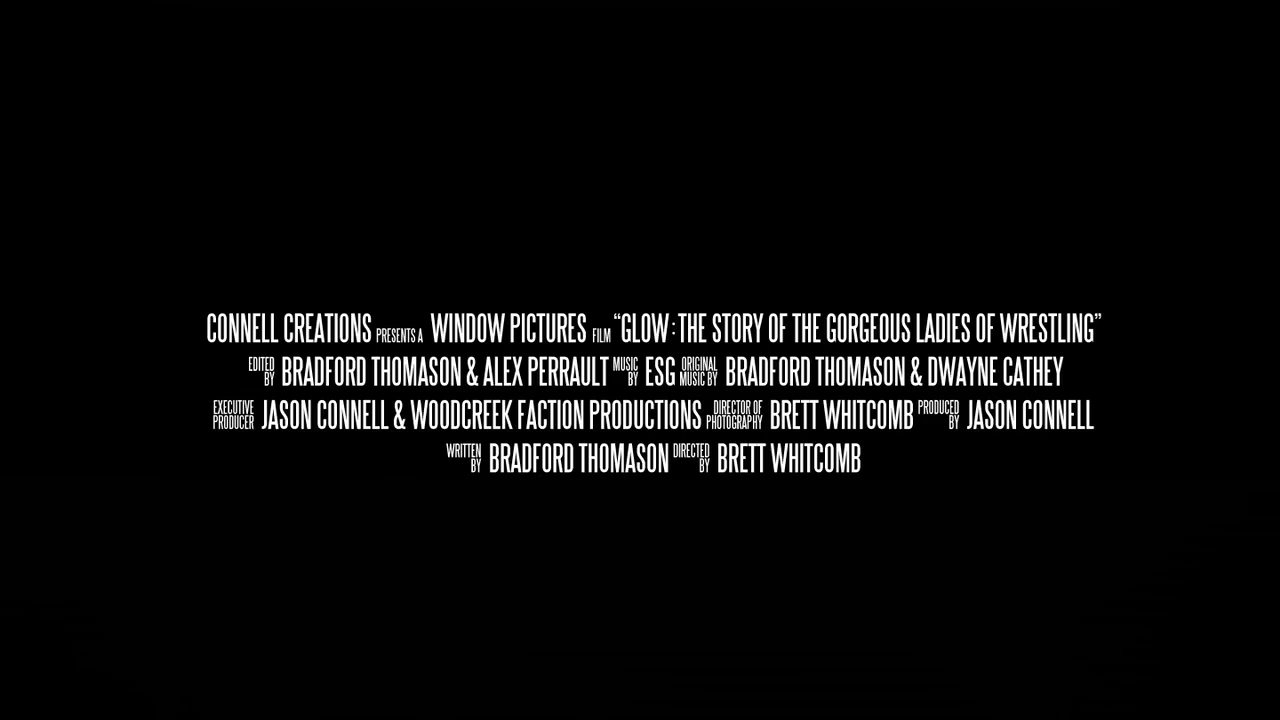 CONNELL CREATIONS PRESENTS A WINDOW PICTURES FILM “GLOW: THE STORY OF THE GORGEOUS LADIES OF WRESTLING”
EDITED BY BRADFORD THOMASON & ALEX PERRAULT MUSIC BY ESG ORIGINAL MUSIC BY BRADFORD THOMASON & DWAYNE CATHEY
EXECUTIVE PRODUCER JASON CONNELL & WOODCREEK FACTION PRODUCTIONS DIRECTOR OF PHOTOGRAPHY BRETT WHITCOMB PRODUCED BY JASON CONNELL
WRITTEN BY BRADFORD THOMASON DIRECTED BY BRETT WHITCOMB